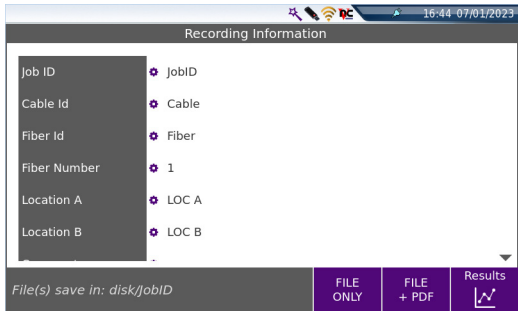 16:44 07/01/2023
Recording Information
Job ID JobID
Cable Id Cable
Fiber Id Fiber
Fiber Number 1
Location A LOC A
Location B LOC B
File(s) save in: disk/JobID
FILE ONLY
FILE + PDF
Results